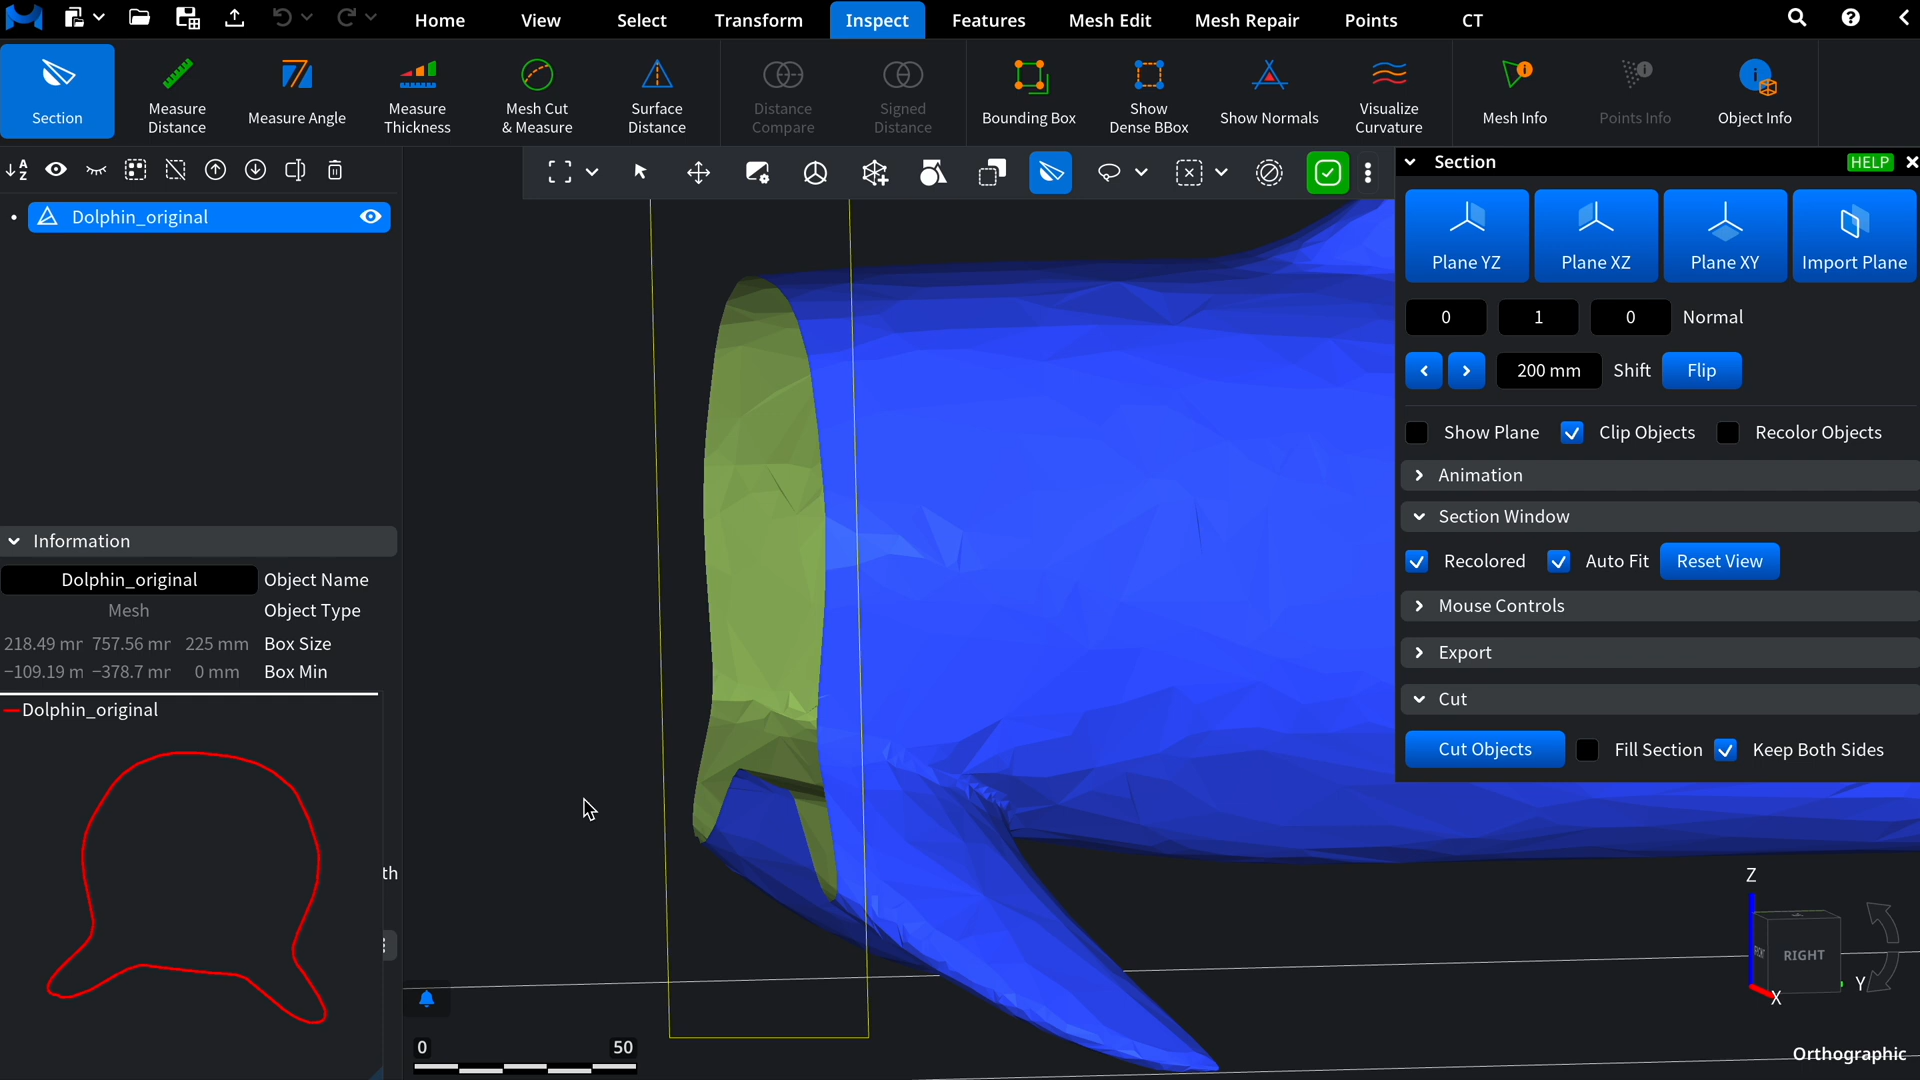 Home View Select Transform Inspect Features Mesh Edit Mesh Repair Points CT
Section
Measure Distance
Measure Angle
Measure Thickness
Mesh Cut & Measure
Surface Distance
Distance Compare
Signed Distance
Bounding Box
Show Dense BBox
Show Normals
Visualize Curvature
Mesh Info
Points Info
Object Info
Dolphin_original
Information
Dolphin_original Object Name
Mesh Object Type
218.49 mr 757.56 mr 225 mm Box Size
−109.19 m −378.7 mr 0 mm Box Min
Dolphin_original
th
0 50
Section HELP
Plane YZ Plane XZ Plane XY Import Plane
0 1 0 Normal
200 mm Shift Flip
Show Plane Clip Objects Recolor Objects
Animation
Section Window
Recolored Auto Fit Reset View
Mouse Controls
Export
Cut
Cut Objects Fill Section Keep Both Sides
Z
RIGHT
Y
X
Orthographic